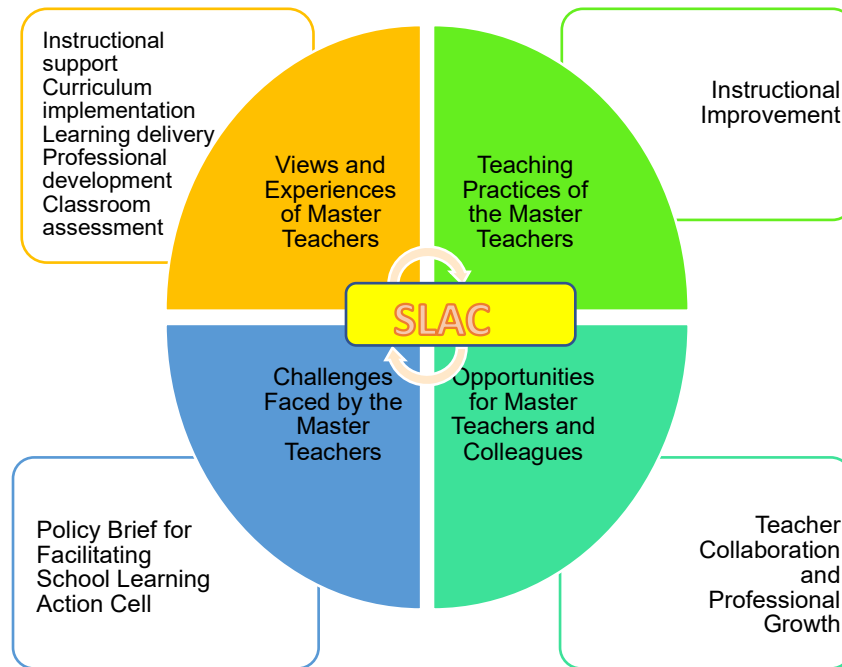 Instructional
support
Curriculum
implementation
Learning delivery
Professional
development
Classroom
assessment
Instructional
Improvement
Views and
Experiences
of Master
Teachers
Teaching
Practices of
the Master
Teachers
SLAC
Challenges
Faced by the
Master
Teachers
Opportunities
for Master
Teachers and
Colleagues
Policy Brief for
Facilitating
School Learning
Action Cell
Teacher
Collaboration
and
Professional
Growth